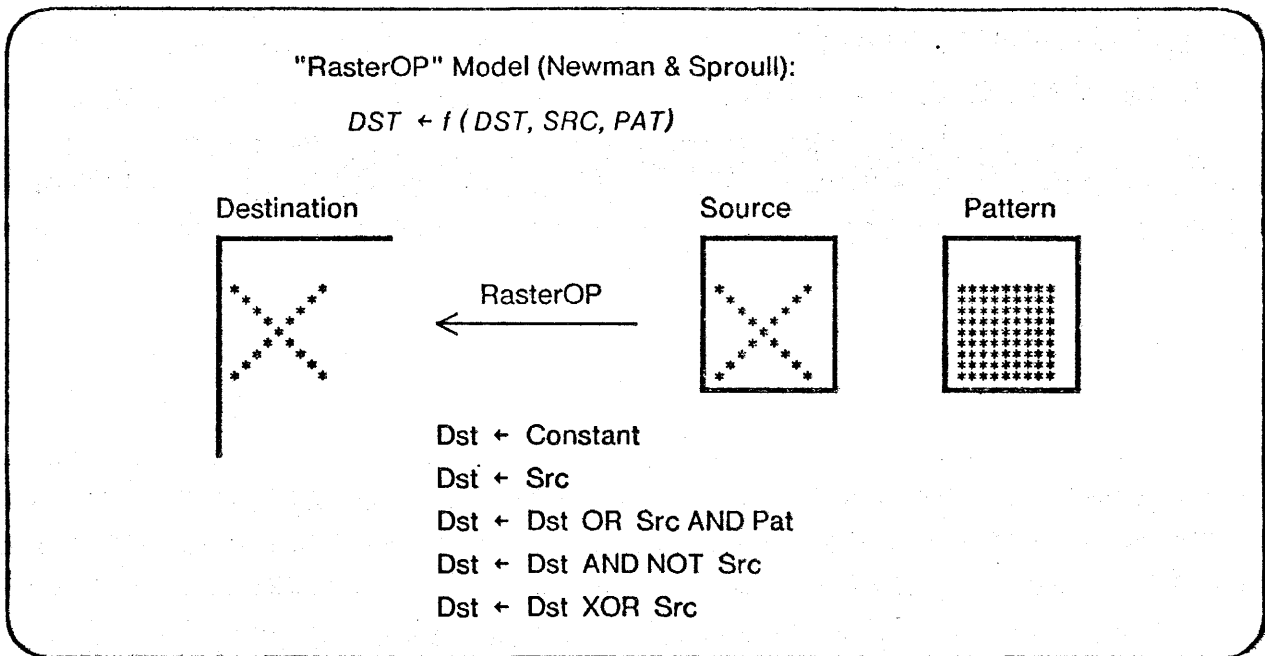 "RasterOP" Model (Newman & Sproull):
DST ← f ( DST, SRC, PAT)
Destination
Source
Pattern
RasterOP
Dst ← Constant
Dst ← Src
Dst ← Dst OR Src AND Pat
Dst ← Dst AND NOT Src
Dst ← Dst XOR Src